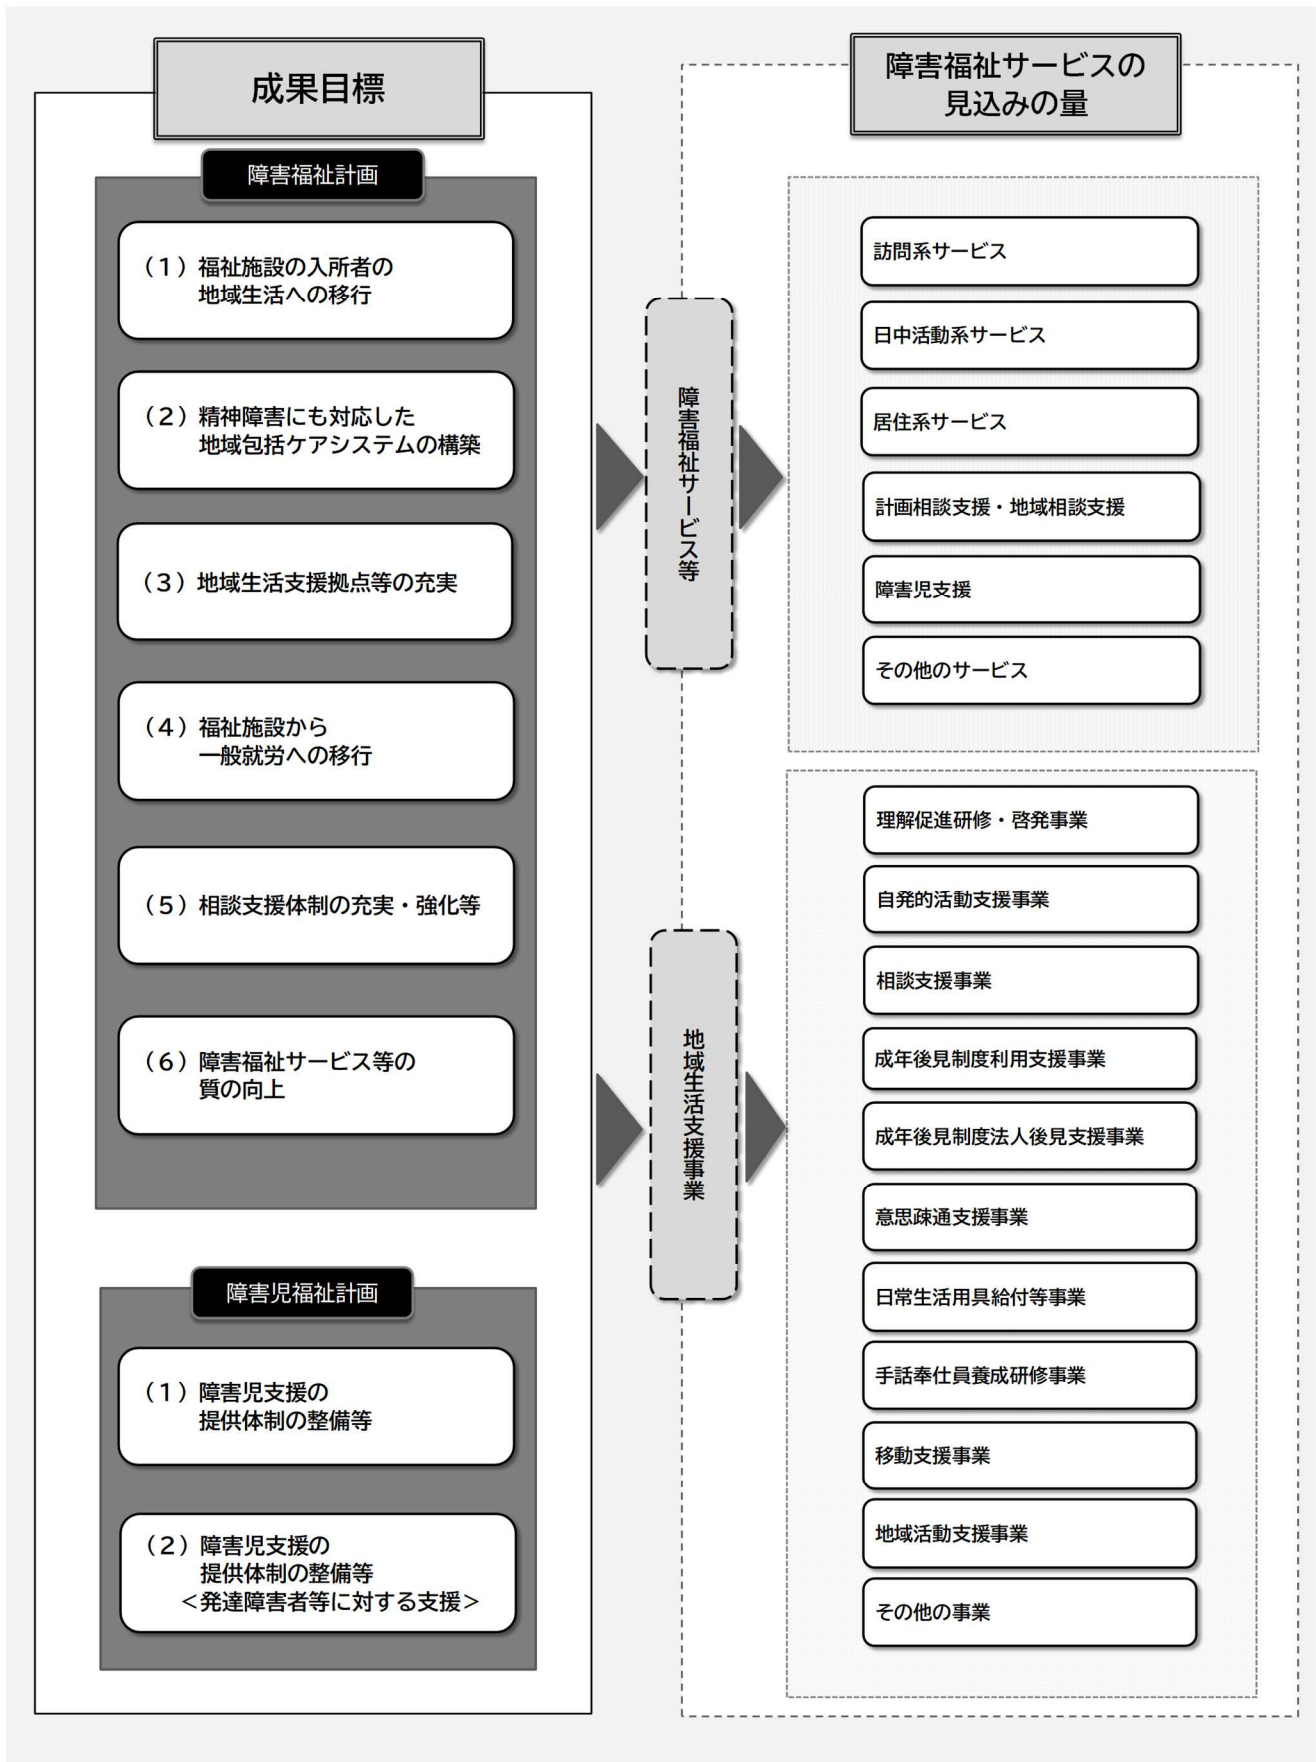 成果目標
障害福祉計画
（１）福祉施設の入所者の
地域生活への移行
（２）精神障害にも対応した
地域包括ケアシステムの構築
（３）地域生活支援拠点等の充実
（４）福祉施設から
一般就労への移行
（５）相談支援体制の充実・強化等
（６）障害福祉サービス等の
質の向上
障害児福祉計画
（１）障害児支援の
提供体制の整備等
（２）障害児支援の
提供体制の整備等
＜発達障害者等に対する支援＞
障害福祉サービス等
地域生活支援事業
障害福祉サービスの
見込みの量
訪問系サービス
日中活動系サービス
居住系サービス
計画相談支援・地域相談支援
障害児支援
その他のサービス
理解促進研修・啓発事業
自発的活動支援事業
相談支援事業
成年後見制度利用支援事業
成年後見制度法人後見支援事業
意思疎通支援事業
日常生活用具給付等事業
手話奉仕員養成研修事業
移動支援事業
地域活動支援事業
その他の事業